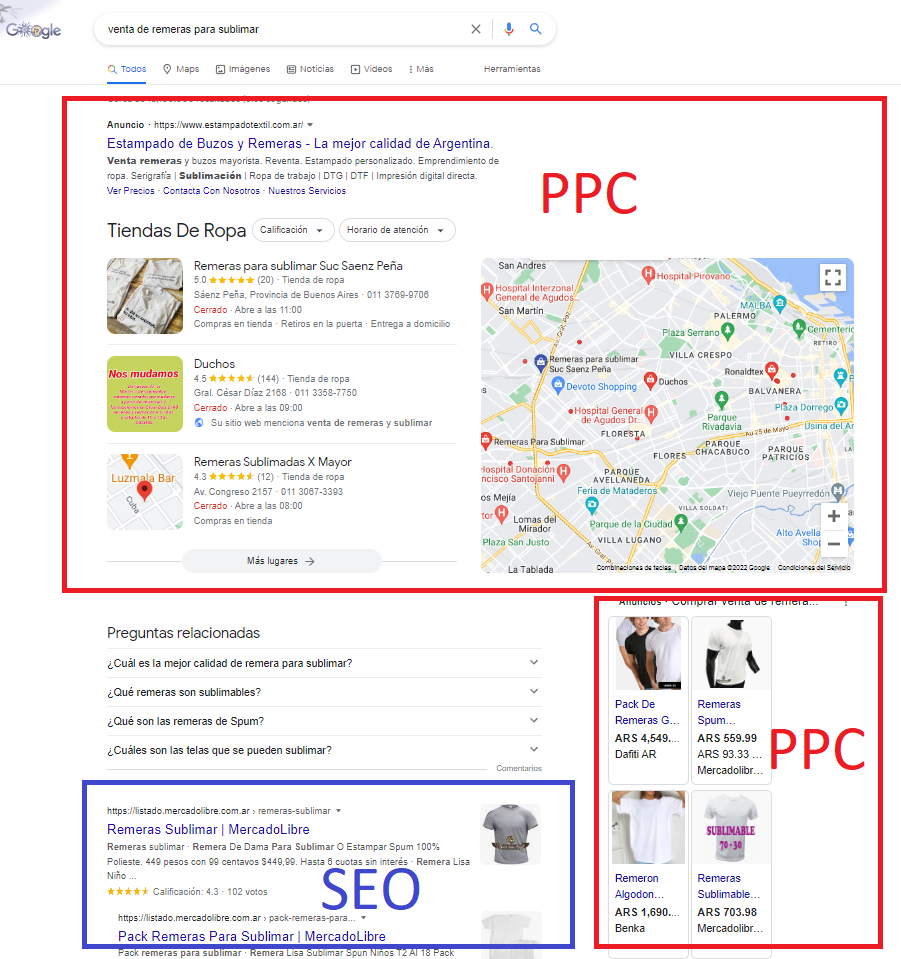 Google
venta de remeras para sublimar
Todos
Maps
Imágenes
Noticias
Videos
Más
Herramientas
Anuncio · https://www.estampadotextil.com.ar/
Estampado de Buzos y Remeras - La mejor calidad de Argentina.
Venta remeras y buzos mayorista. Reventa. Estampado personalizado. Emprendimento de
ropa. Serigrafía | Sublimación | Ropa de trabajo | DTG | DTF | Impresión digital directa.
Ver Precios · Contacta Con Nosotros · Nuestros Servicios
PPC
Tiendas De Ropa
Calificación
Horario de atención
Remeras para sublimar Suc Saenz Peña
5.0 (20) · Tienda de ropa
Sáenz Peña, Provincia de Buenos Aires · 011 3769-9706
Cerrado · Abre a las 11:00
Compras en tienda · Retiros en la puerta · Entrega a domicilio
Nos mudamos
Duchos
4.5 (144) · Tienda de ropa
Gral. César Díaz 2168 · 011 3358-7750
Cerrado · Abre a las 09:00
Su sitio web menciona venta de remeras y sublimar
Luzmala Bar
Cuba
Remeras Sublimadas X Mayor
4.3 (12) · Tienda de ropa
Av. Congreso 2157 · 011 3067-3393
Cerrado · Abre a las 08:00
Compras en tienda
Más lugares
San Andres
Hospital Pirovano
Hospital Interzonal
General de Agudos...
San Martín
MALBA
PALERMO
Plaza Serrano
Cementerio
RETIRO
Av. Gral. Paz
VILLA CRESPO
Remeras para sublimar
Suc Saenz Peña
Ronaldtex
Devoto Shopping
Duchos
BALVANERA
Hospital General
de Agudos Dr...
Parque
Rivadavia
Plaza Dorrego
Usina del Ar
FLORESTA
Au 25 de Mayo
Remeras Para Sublimar
FLORES
PARQUE
CHACABUCO
PARQUE
PATRICIOS
Hospital Donación
Francisco Santojanni
PARQUE
AVELLANEDA
Feria de Mataderos
os Mejía
Viejo Puente Pueyrredón
VILLA SOLDATI
Lomas del
Mirador
Parque de la Ciudad
Alto Avellaneda
Shop
Plaza San Justo
VILLA LUGANO
Av. Gral Paz
La Tablada
Combinaciones de teclas
Datos del mapa ©2022 Google
Condiciones del Servicio
Preguntas relacionadas
¿Cuál es la mejor calidad de remera para sublimar?
¿Qué remeras son sublimables?
¿Qué son las remeras de Spum?
¿Cuáles son las telas que se pueden sublimar?
Comentarios
Anuncios · Comprar venta de remera...
Pack De
Remeras G...
ARS 4,549....
Dafiti AR
Remeras
Spum...
ARS 559.99
ARS 93.33 ...
Mercadolibr...
PPC
SUBLIMABLE
70-30
Remeron
Algodon...
ARS 1,690....
Benka
Remeras
Sublimable...
ARS 703.98
Mercadolibr...
https://listado.mercadolibre.com.ar › remeras-sublimar
Remeras Sublimar | MercadoLibre
Remeras sublimar · Remera De Dama Para Sublimar O Estampar Spum 100%
Polieste. 449 pesos con 99 centavos $449,99. Hasta 6 cuotas sin interés · Remera Lisa
Niño ...
Calificación: 4.3 · 102 votos
SEO
https://listado.mercadolibre.com.ar › pack-remeras-para...
Pack Remeras Para Sublimar | MercadoLibre
Pack remeras para sublimar · Remera Lisa Sublimar Spun Niños T2 Al 18 Pack